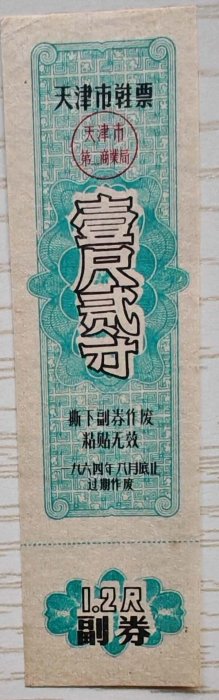 天津市鞋票
天津市
第二商業局
壹尺贰寸
撕下副券作废
粘贴无效
一九六四年八月底止
过期作废
1.2尺
副券